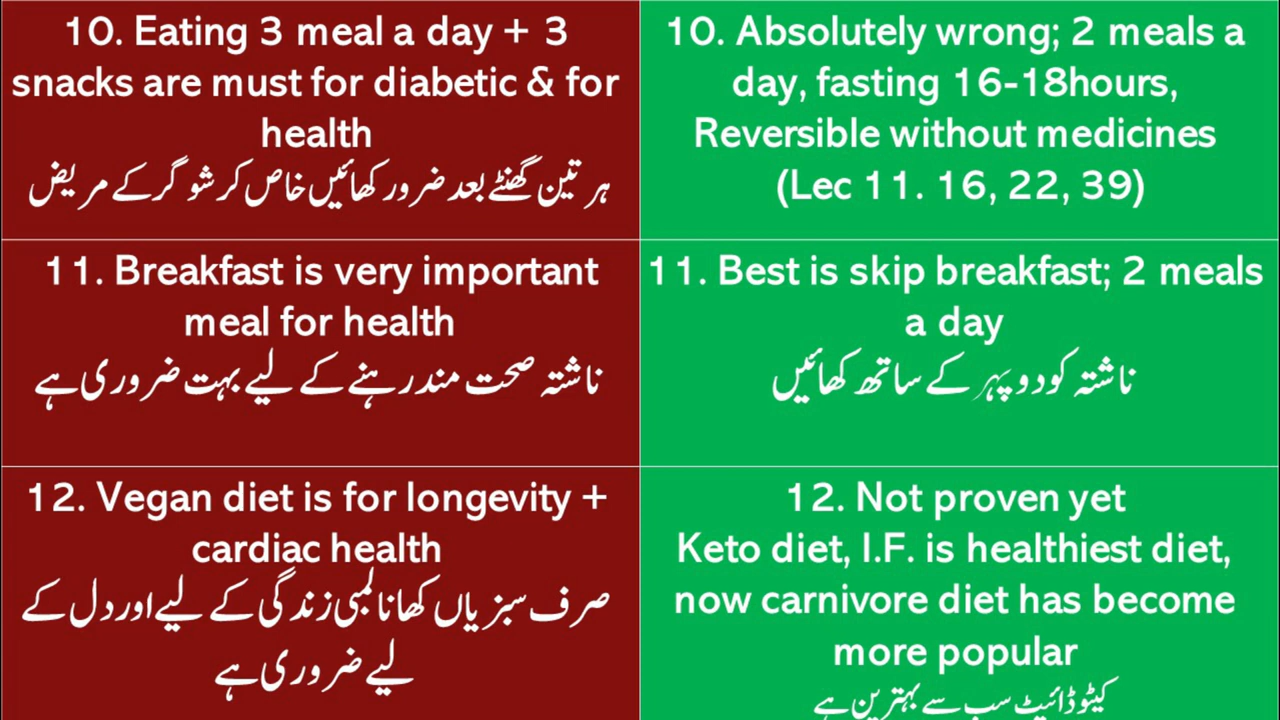 10. Eating 3 meal a day + 3
snacks are must for diabetic & for
health
ہر تین گھنٹے بعد ضرور کھائیں خاص کر شوگر کے مریض
10. Absolutely wrong; 2 meals a
day, fasting 16-18hours,
Reversible without medicines
(Lec 11. 16, 22, 39)
11. Breakfast is very important
meal for health
ناشتہ صحت مند رہنے کے لیے بہت ضروری ہے
11. Best is skip breakfast; 2 meals
a day
ناشتہ کو دوپہر کے ساتھ کھائیں
12. Vegan diet is for longevity +
cardiac health
صرف سبزیاں کھانا لمبی زندگی کے لیے اور دل کے
لیے ضروری ہے
12. Not proven yet
Keto diet, I.F. is healthiest diet,
now carnivore diet has become
more popular
کیٹو ڈائیٹ سب سے بہترین ہے